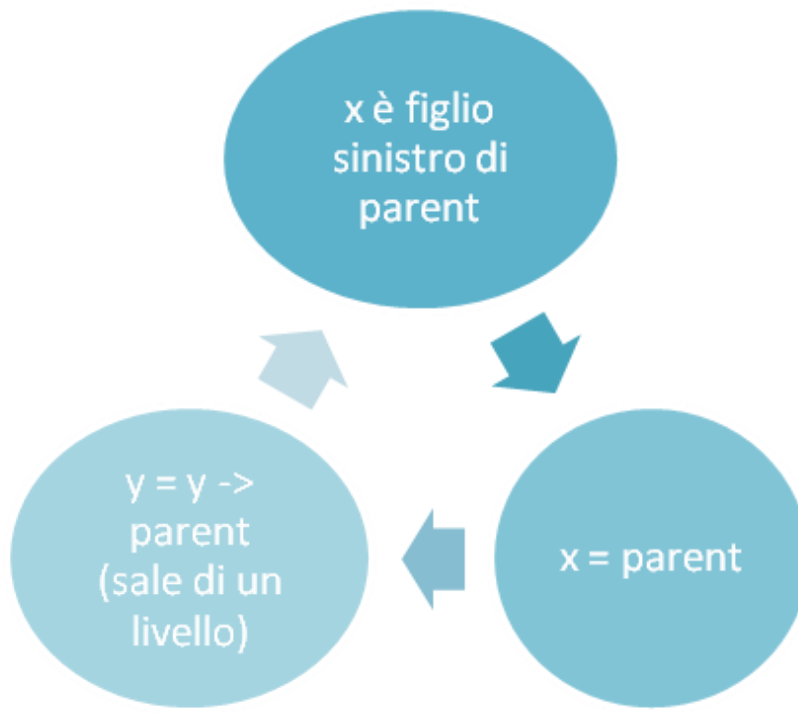 x è figlio
sinistro di
parent
y = y ->
parent
(sale di un
livello)
x = parent